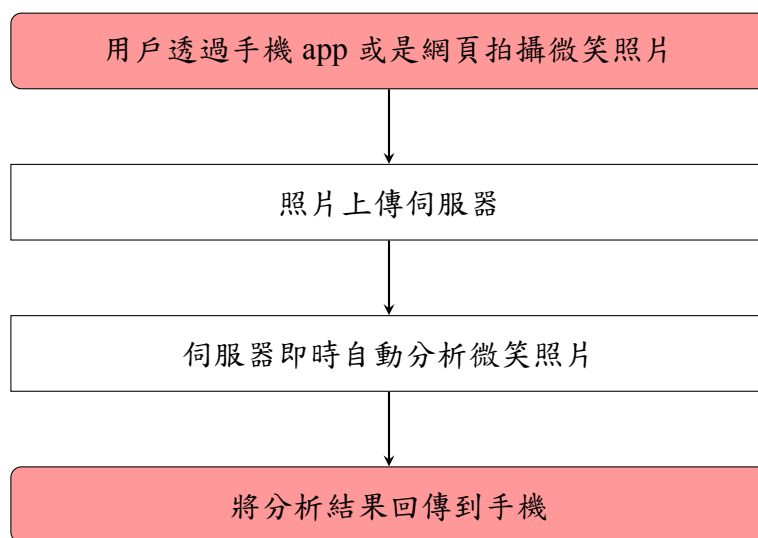 用戶透過手機 app 或是網頁拍攝微笑照片
照片上傳伺服器
伺服器即時自動分析微笑照片
將分析結果回傳到手機